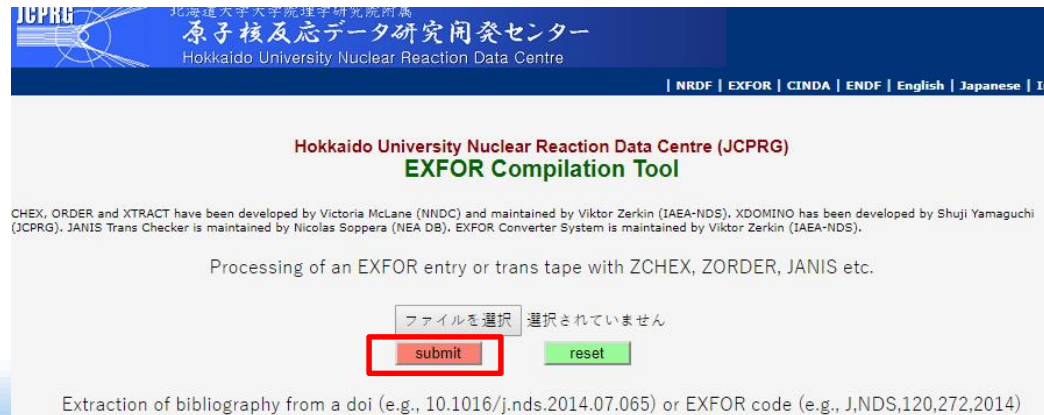 JCPRG
北海道大学大学院理学研究院附属
原子核反応データ研究開発センター
Hokkaido University Nuclear Reaction Data Centre
| NRDF | EXFOR | CINDA | ENDF | English | Japanese |
Hokkaido University Nuclear Reaction Data Centre (JCPRG)
EXFOR Compilation Tool
CHEX, ORDER and XTRACT have been developed by Victoria McLane (NNDC) and maintained by Viktor Zerkin (IAEA-NDS). XDOMINO has been developed by Shuji Yamaguchi
(JCPRG). JANIS Trans Checker is maintained by Nicolas Soppera (NEA DB). EXFOR Converter System is maintained by Viktor Zerkin (IAEA-NDS).
Processing of an EXFOR entry or trans tape with ZCHEX, ZORDER, JANIS etc.
ファイルを選択 選択されていません
submit reset
Extraction of bibliography from a doi (e.g., 10.1016/j.nds.2014.07.065) or EXFOR code (e.g., J,NDS,120,272,2014)